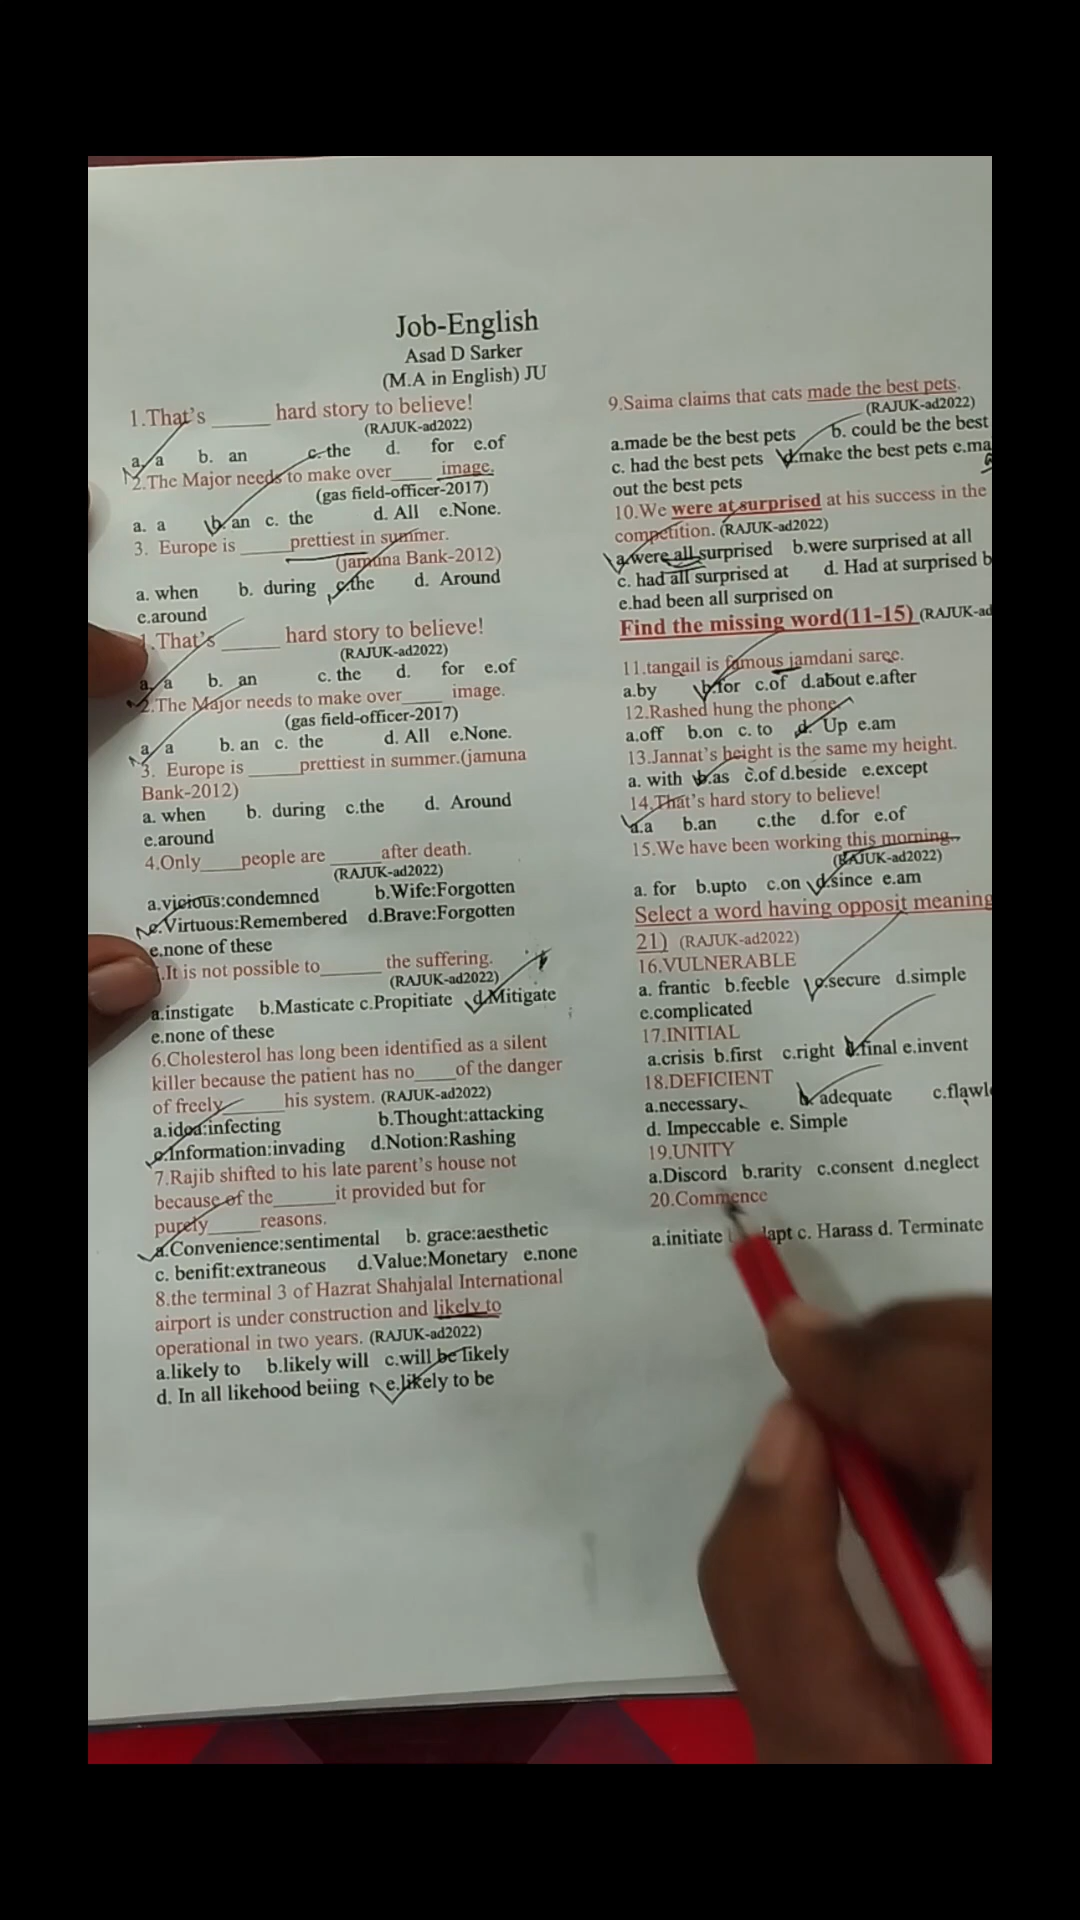 Job-English
Asad D Sarker
(M.A in English) JU
1.That's _____ hard story to believe!
(RAJUK-ad2022)
a. a b. an c. the d. for e.of
2.The Major needs to make over____ image.
(gas field-officer-2017)
a. a b. an c. the d. All e.None.
3. Europe is _____prettiest in summer.
(jamuna Bank-2012)
a. when b. during c.the d. Around
e.around
1.That's _____ hard story to believe!
(RAJUK-ad2022)
a. a b. an c. the d. for e.of
2.The Major needs to make over____ image.
(gas field-officer-2017)
a. a b. an c. the d. All e.None.
3. Europe is _____prettiest in summer.(jamuna
Bank-2012)
a. when b. during c.the d. Around
e.around
4.Only____people are _____after death.
(RAJUK-ad2022)
a.vicious:condemned b.Wife:Forgotten
c.Virtuous:Remembered d.Brave:Forgotten
e.none of these
.It is not possible to______ the suffering.
(RAJUK-ad2022)
a.instigate b.Masticate c.Propitiate d.Mitigate
e.none of these
6.Cholesterol has long been identified as a silent
killer because the patient has no____of the danger
of freely______his system. (RAJUK-ad2022)
a.idea:infecting b.Thought:attacking
c.Information:invading d.Notion:Rashing
7.Rajib shifted to his late parent's house not
because of the______it provided but for
purely_____reasons.
a.Convenience:sentimental b. grace:aesthetic
c. benifit:extraneous d.Value:Monetary e.none
8.the terminal 3 of Hazrat Shahjalal International
airport is under construction and likely to
operational in two years. (RAJUK-ad2022)
a.likely to b.likely will c.will be likely
d. In all likehood beiing e.likely to be
9.Saima claims that cats made the best pets.
(RAJUK-ad2022)
a.made be the best pets b. could be the best
c. had the best pets d.make the best pets e.ma
out the best pets
10.We were at surprised at his success in the
competition. (RAJUK-ad2022)
a.were all surprised b.were surprised at all
c. had all surprised at d. Had at surprised b
e.had been all surprised on
Find the missing word(11-15) (RAJUK-ad
11.tangail is famous jamdani saree.
a.by b.for c.of d.about e.after
12.Rashed hung the phone
a.off b.on c. to d. Up e.am
13.Jannat's height is the same my height.
a. with b.as c.of d.beside e.except
14.That's hard story to believe!
a.a b.an c.the d.for e.of
15.We have been working this morning..
(RAJUK-ad2022)
a. for b.upto c.on d.since e.am
Select a word having opposit meaning
21) (RAJUK-ad2022)
16.VULNERABLE
a. frantic b.feeble c.secure d.simple
e.complicated
17.INITIAL
a.crisis b.first c.right d.final e.invent
18.DEFICIENT
a.necessary b. adequate c.flawle
d. Impeccable e. Simple
19.UNITY
a.Discord b.rarity c.consent d.neglect
20.Commence
a.initiate c. Harass d. Terminate